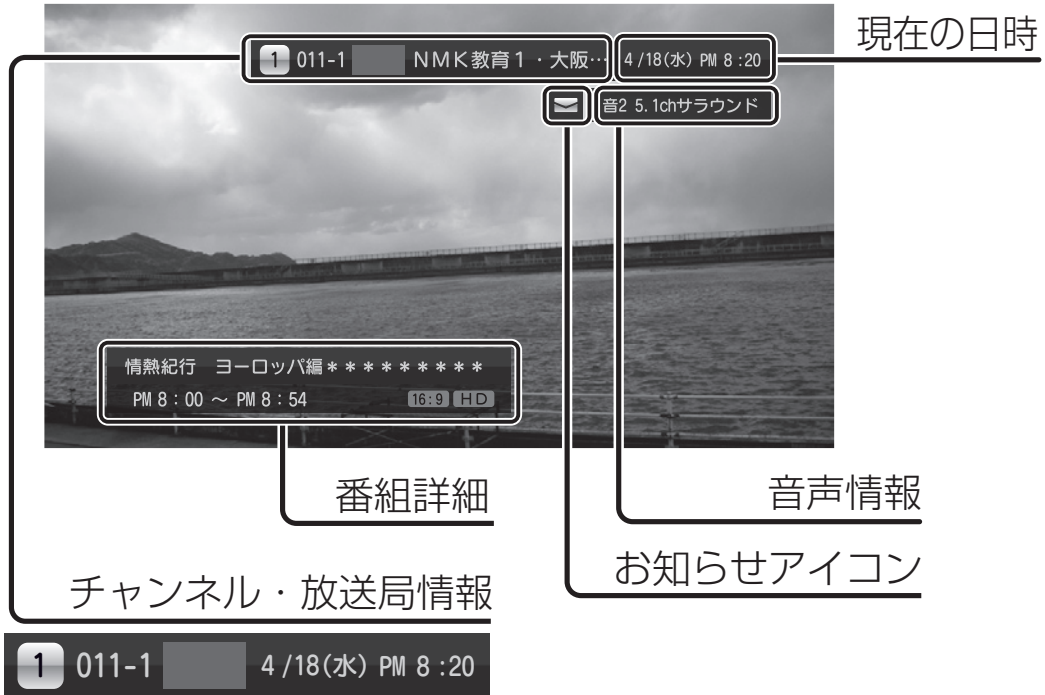 現在の日時
1 011-1 NMK教育1・大阪… 4/18(水) PM 8:20
音2 5.1chサラウンド
情熱紀行 ヨーロッパ編*********
PM 8:00 ~ PM 8:54 16:9 HD
番組詳細
音声情報
お知らせアイコン
チャンネル・放送局情報
1 011-1 4/18(水) PM 8:20